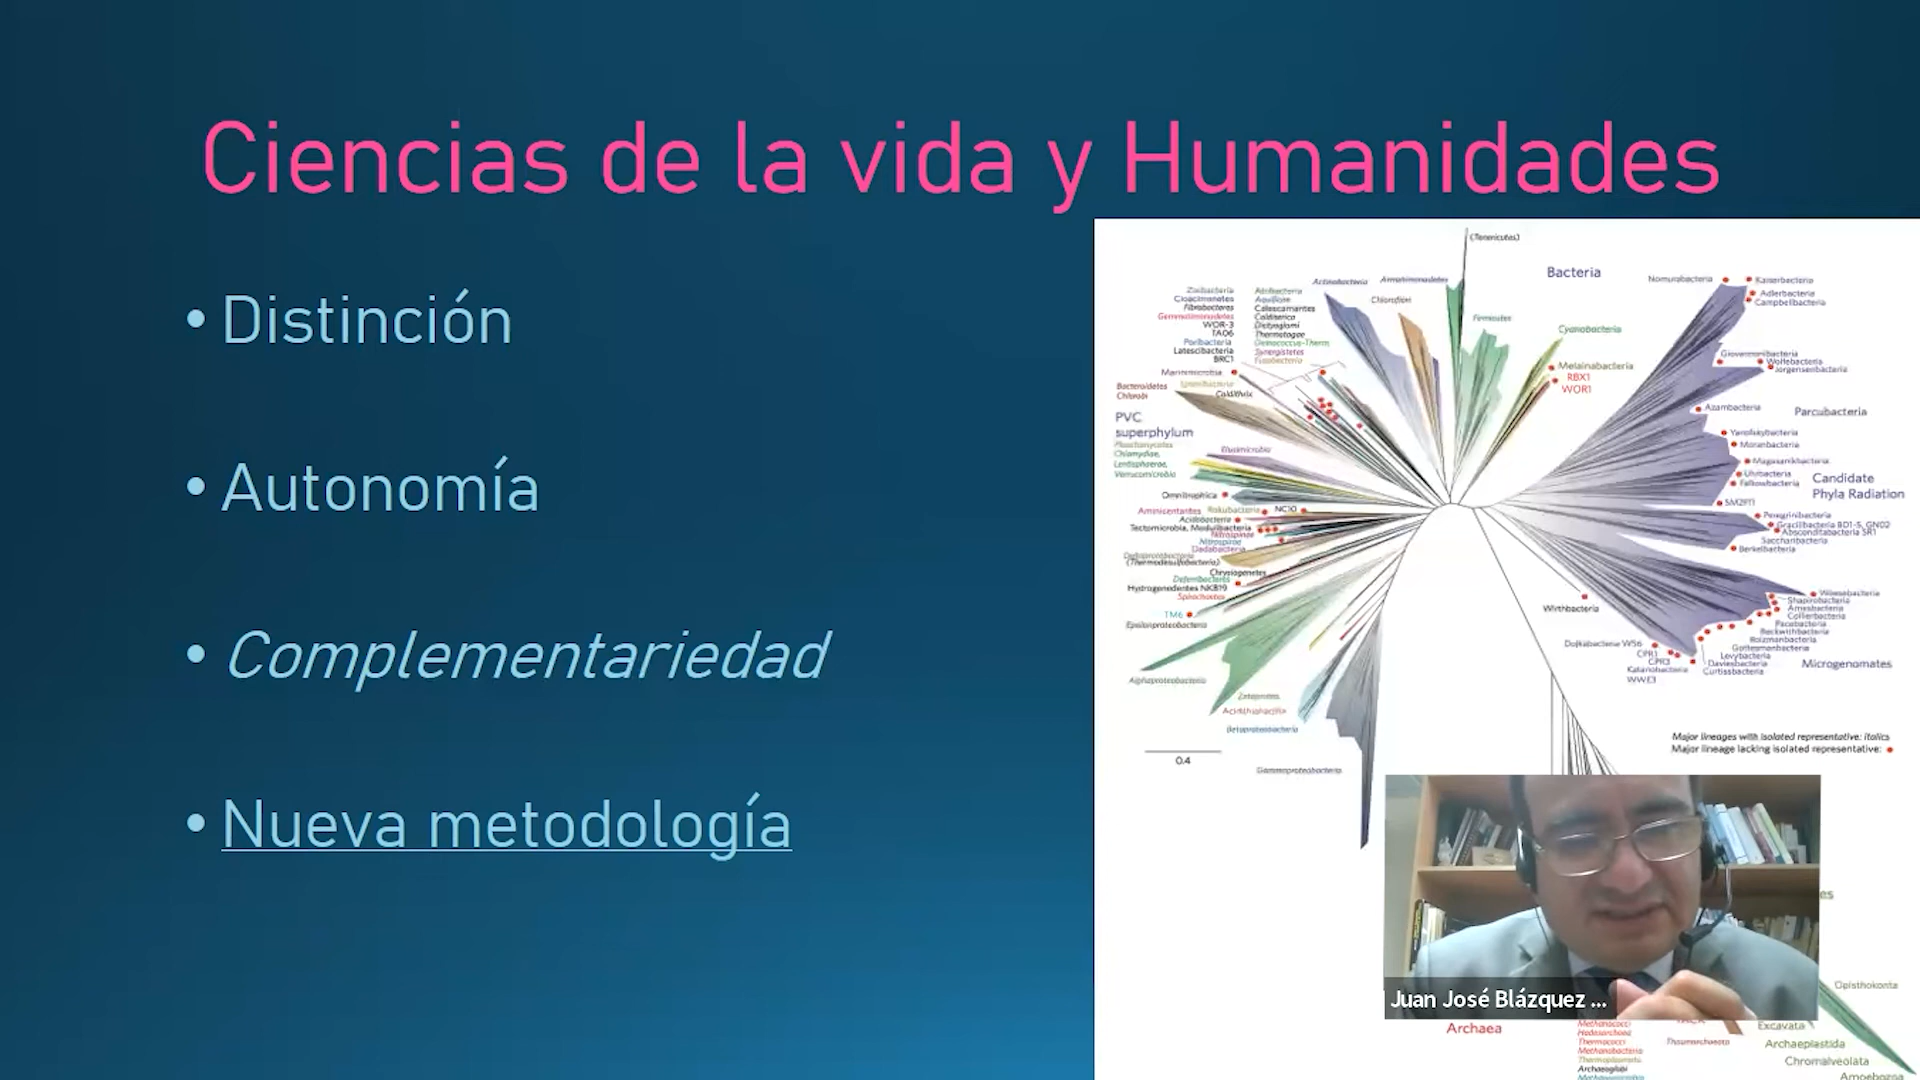 Ciencias de la vida y Humanidades
• Distinción
• Autonomía
• Complementariedad
• Nueva metodología
(Tenericutes)
Bacteria
Nomurabacteria
Kaiserbacteria
Adlerbacteria
Campbellbacteria
Actinobacteria
Armatimonadetes
Chloroflexi
Firmicutes
Cyanobacteria
Melainabacteria
RBX1
WOR1
Zixibacteria
Cloacimonetes
Fibrobacteres
Gemmatimonadetes
WOR-3
TA06
Poribacteria
Latescibacteria
BRC1
Aquificae
Calescamantes
Caldiserica
Dictyoglomi
Thermotogae
Deinococcus-Therm.
Synergistetes
Fusobacteria
Marinimicrobia
Bacteroidetes
Chlorobi
Caldithrix
PVC
superphylum
Planctomycetes
Chlamydiae,
Lentisphaerae,
Verrucomicrobia
Elusimicrobia
Omnitrophica
Aminicentantes
Rokubacteria
NC10
Acidobacteria
Tectomicrobia, Modulibacteria
Nitrospinae
Nitrospirae
Dadabacteria
Deltaproteobacteria
(Thermodesulfobacteria)
Chrysiogenetes
Deferribacteres
Hydrogenedentes NKB19
Spirochaetes
TM6
Epsilonproteobacteria
Alphaproteobacteria
Zetaproteo.
Acidithiobacillia
Betaproteobacteria
Gammaproteobacteria
0.4
Giovannonibacteria
Wolfebacteria
Jorgensenbacteria
Azambacteria
Parcubacteria
Yanofskybacteria
Moranbacteria
Magasanikbacteria
Uhrbacteria
Falkowbacteria
Candidate
Phyla Radiation
SM2F11
Peregrinibacteria
Gracilibacteria BD1-5, GN02
Absconditabacteria SR1
Saccharibacteria
Berkelbacteria
Wirthbacteria
Woesebacteria
Shapirobacteria
Amesbacteria
Collierbacteria
Pacebacteria
Beckwithbacteria
Roizmanbacteria
Gottesmanbacteria
Levybacteria
Daviesbacteria
Curtissbacteria
Microgenomates
Dojkabacteria WS6
CPR1
CPR3
Katanobacteria
WWE3
Major lineages with isolated representative: italics
Major lineage lacking isolated representative:
Juan José Blázquez ...
Archaea
Methanococci
Hadesarchaea
Thermococci
Methanobacteria
Thermoplasmata
Archaeoglobi
Thaumarchaeota
Opisthokonta
Excavata
Archaeplastida
Chromalveolata
Amoebozoa